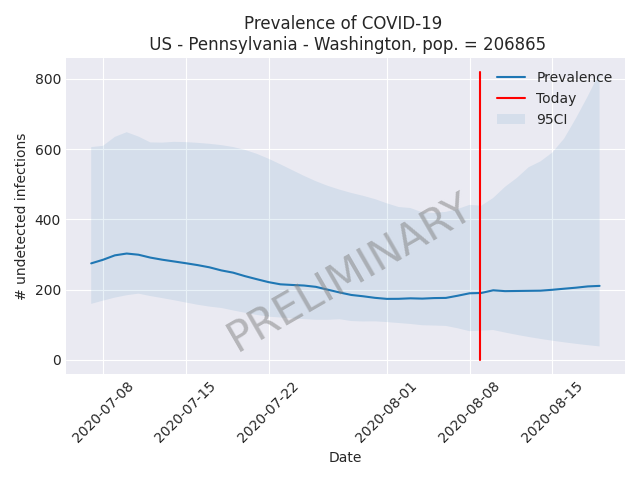 Prevalence of COVID-19
US - Pennsylvania - Washington, pop. = 206865
# undetected infections
800
600
400
200
0
Prevalence
Today
95CI
PRELIMINARY
2020-07-08
2020-07-15
2020-07-22
2020-08-01
2020-08-08
2020-08-15
Date